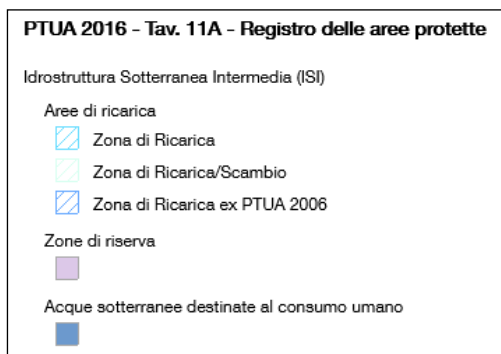 PTUA 2016 - Tav. 11A - Registro delle aree protette
Idrostruttura Sotterranea Intermedia (ISI)
Aree di ricarica
Zona di Ricarica
Zona di Ricarica/Scambio
Zona di Ricarica ex PTUA 2006
Zone di riserva
Acque sotterranee destinate al consumo umano